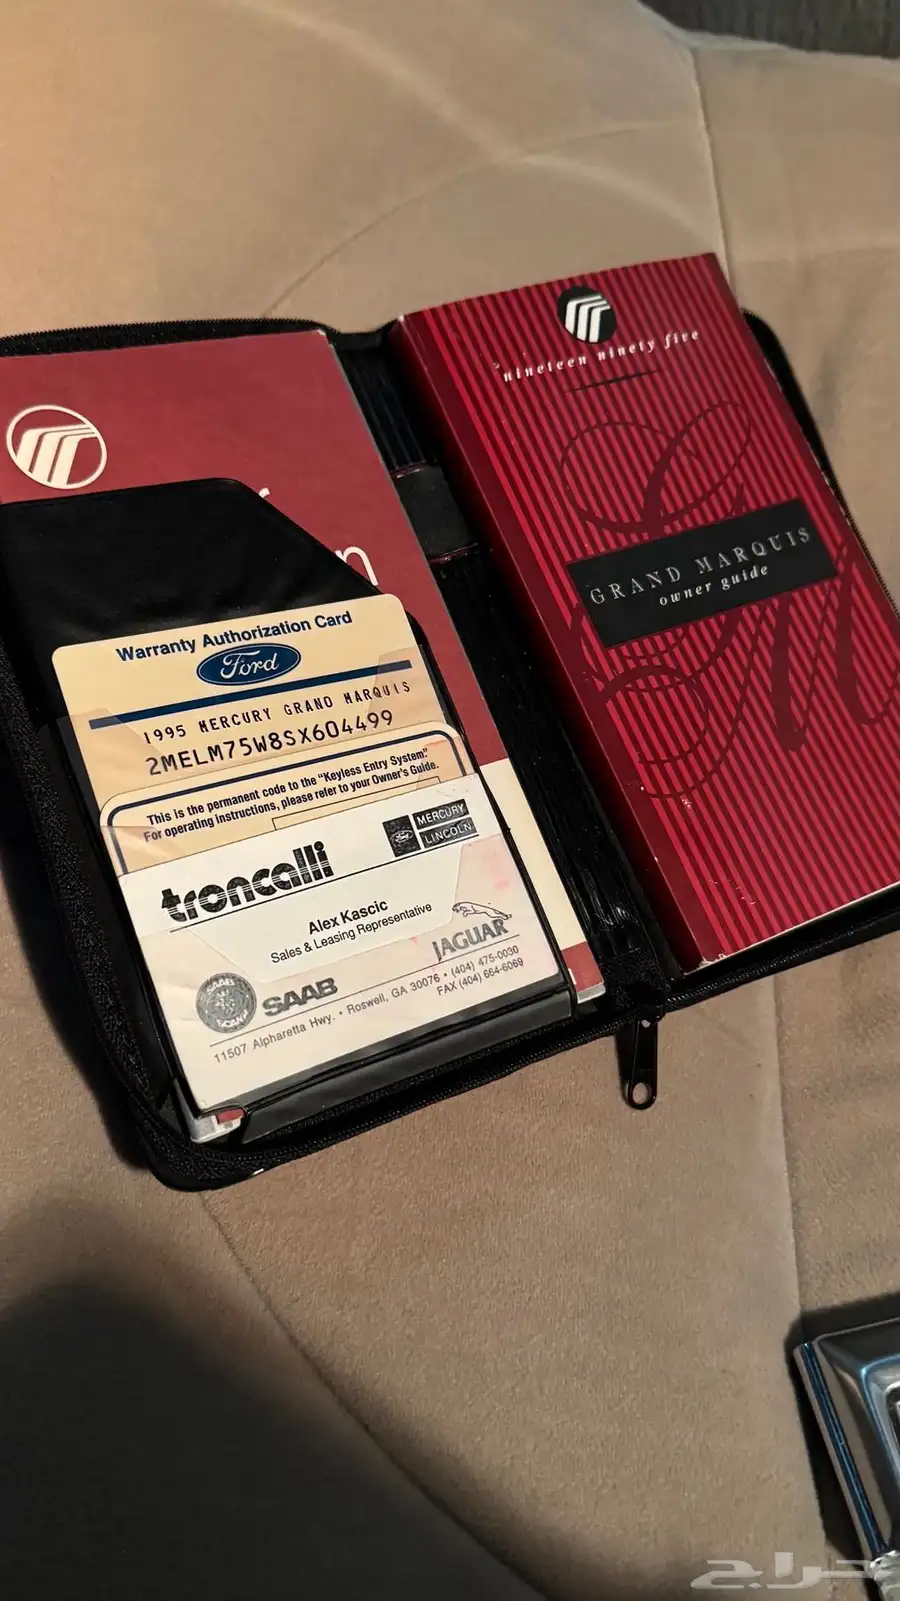 nineteen ninety five
GRAND MARQUIS
owner guide
Warranty Authorization Card
Ford
1995 MERCURY GRAND MARQUIS
2MELM75W8SX604499
This is the permanent code to the "Keyless Entry System."
For operating instructions, please refer to your Owner's Guide.
troncalli
Ford
MERCURY
LINCOLN
Alex Kascic
Sales & Leasing Representative
SAAB
SCANIA
SAAB
JAGUAR
11507 Alpharetta Hwy. • Roswell, GA 30076 • (404) 475-0030
FAX (404) 664-6069
حراج